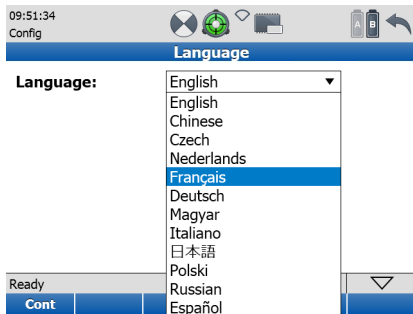 09:51:34
Config
A B
Language
Language: English
English
Chinese
Czech
Nederlands
Français
Deutsch
Magyar
Italiano
日本語
Polski
Russian
Español
Ready
Cont